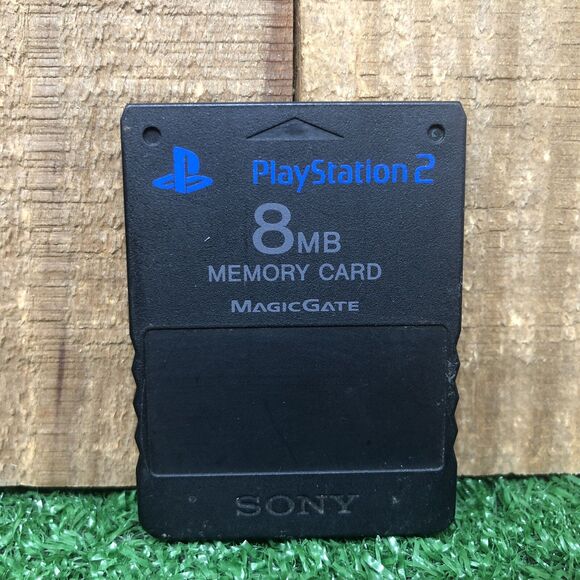 PlayStation 2
8MB
MEMORY CARD
MAGICGATE
SONY